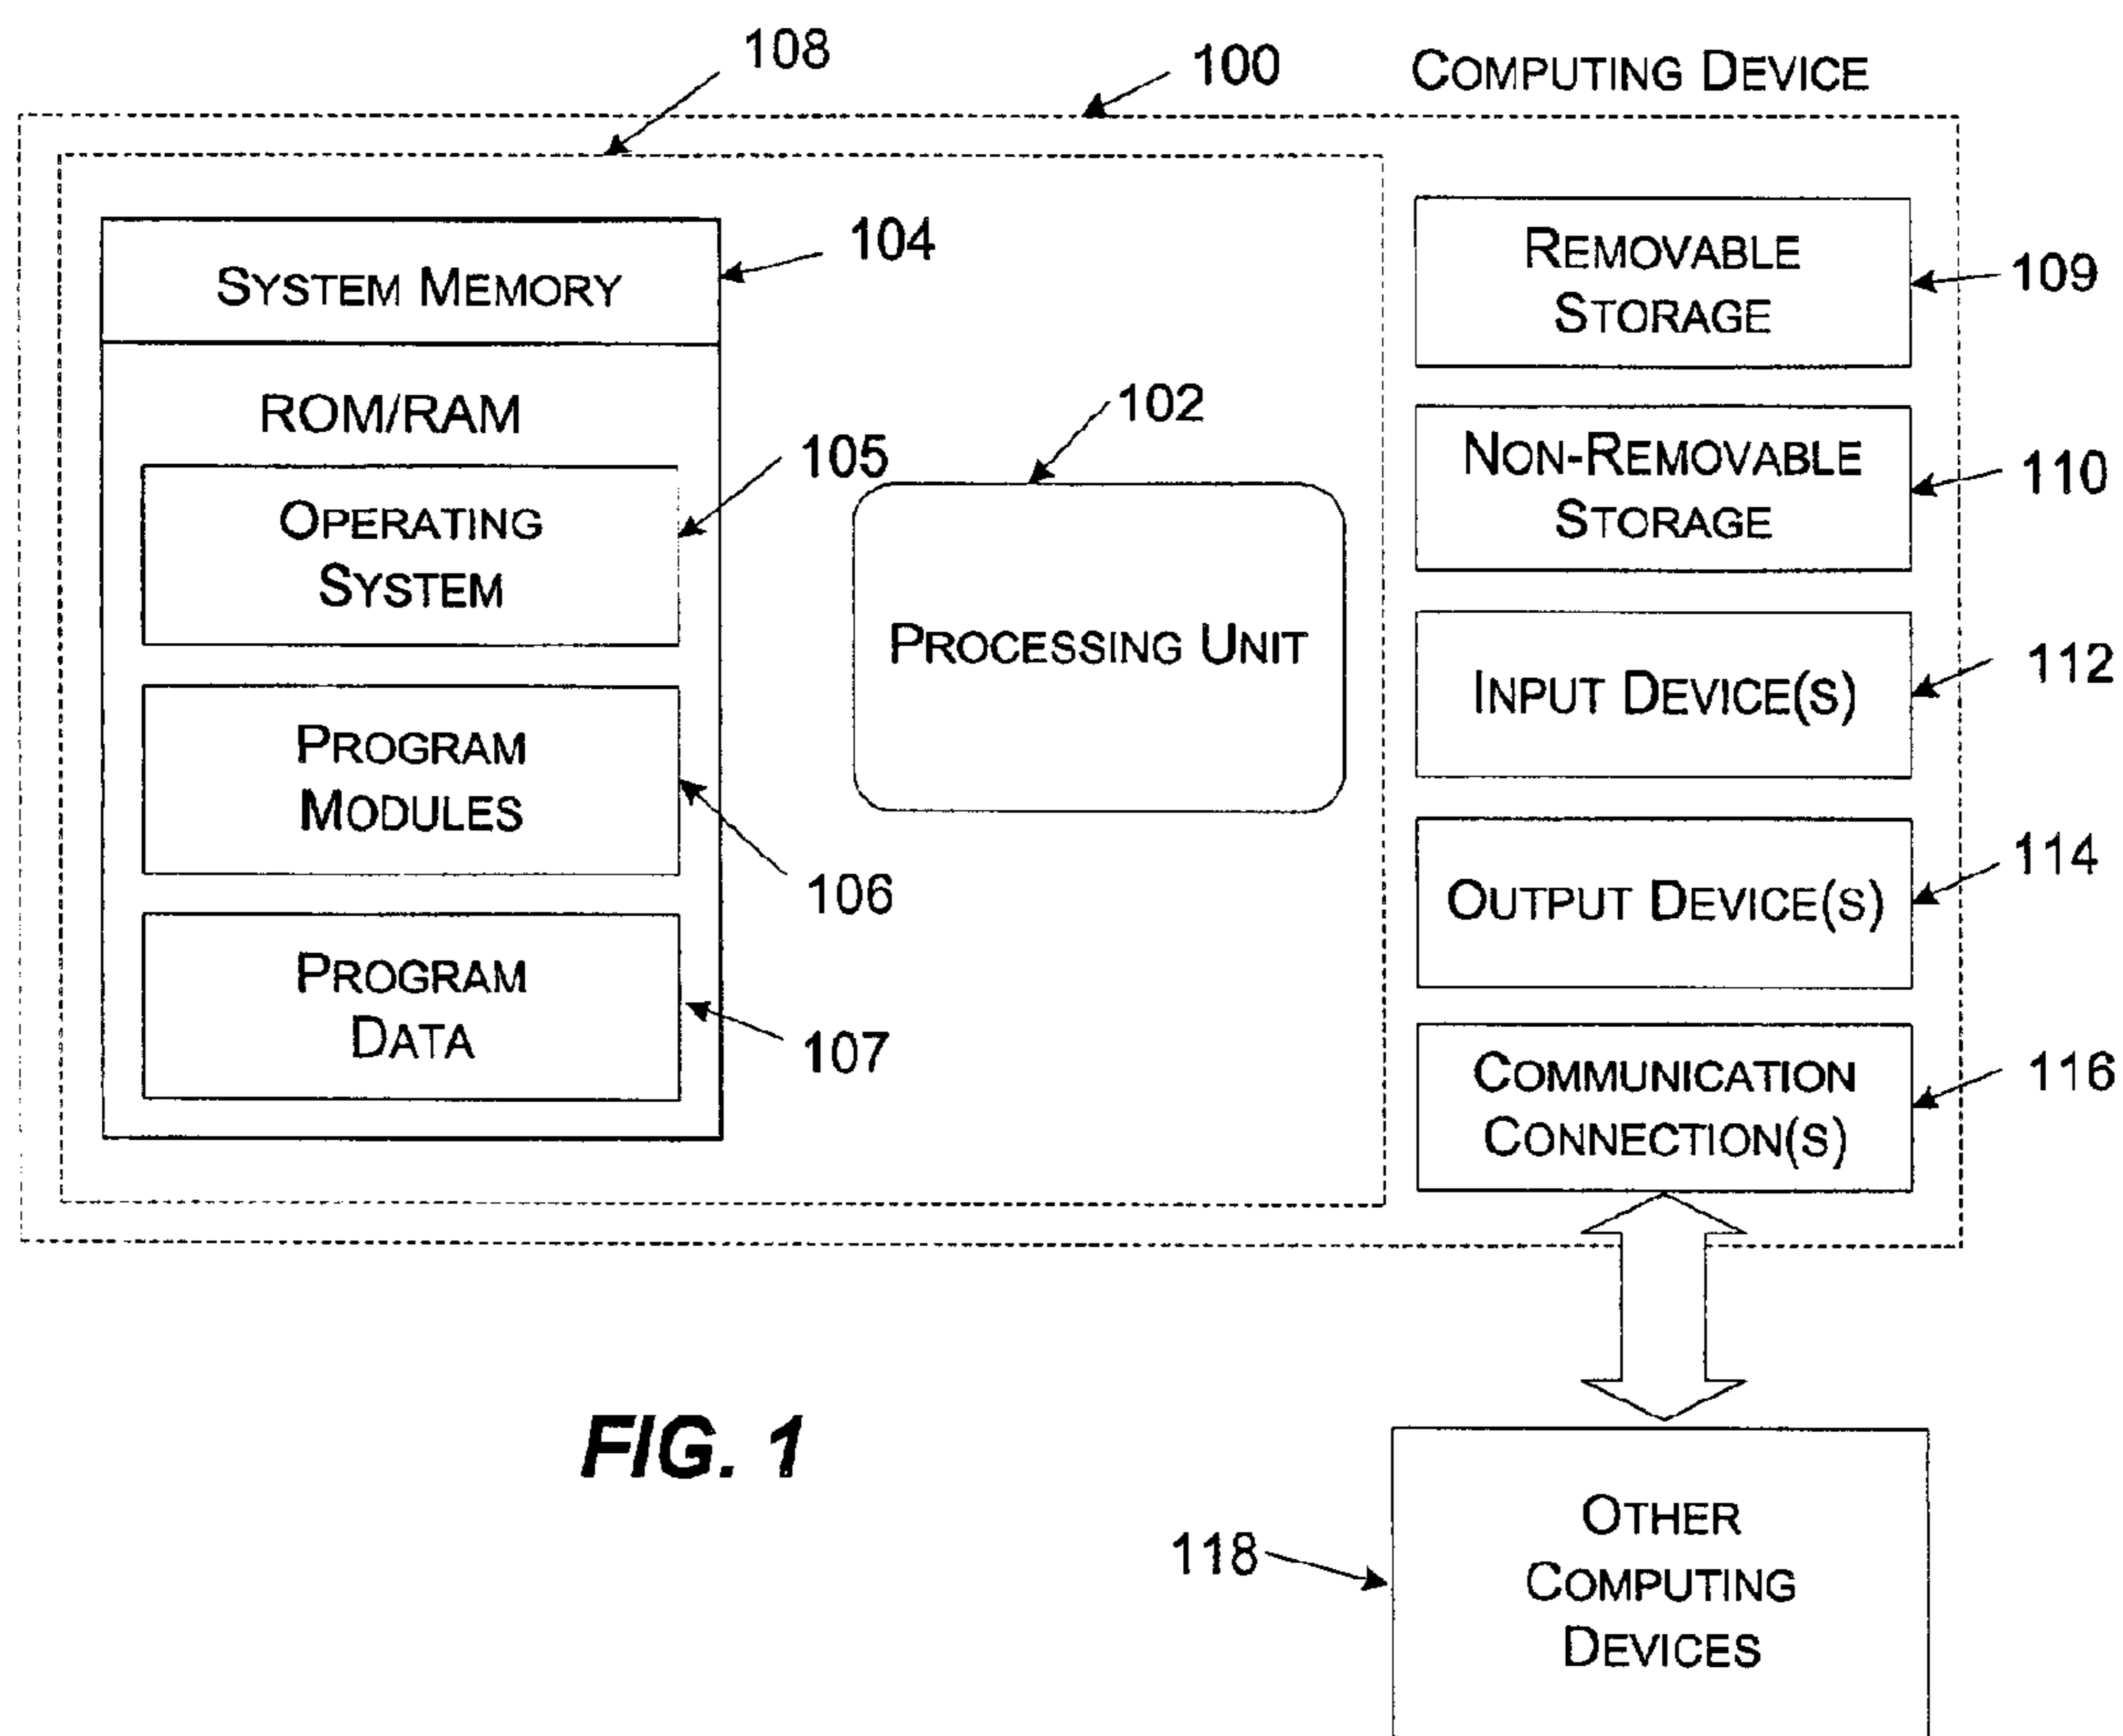 108
100
COMPUTING DEVICE
104
SYSTEM MEMORY
ROM/RAM
105
OPERATING
SYSTEM
PROGRAM
MODULES
106
PROGRAM
DATA
107
102
PROCESSING UNIT
REMOVABLE
STORAGE
109
NON-REMOVABLE
STORAGE
110
INPUT DEVICE(S)
112
OUTPUT DEVICE(S)
114
COMMUNICATION
CONNECTION(S)
116
FIG. 1
118
OTHER
COMPUTING
DEVICES